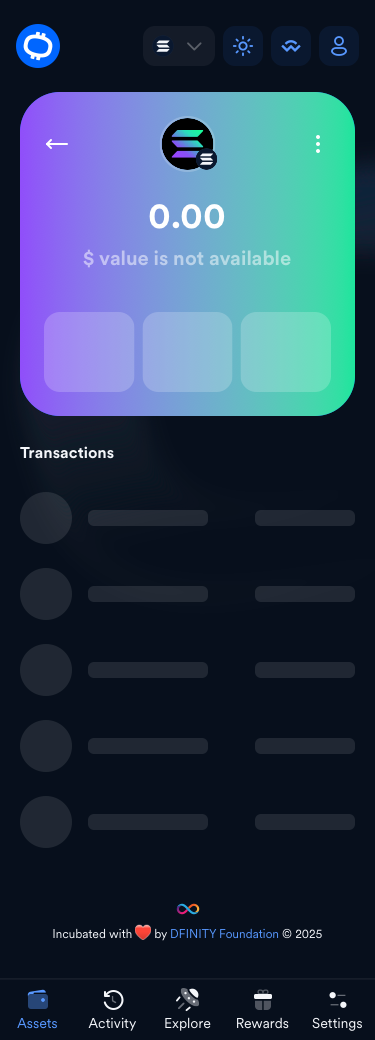 0.00
$ value is not available
Transactions
Incubated with ❤️ by DFINITY Foundation © 2025
Assets Activity Explore Rewards Settings